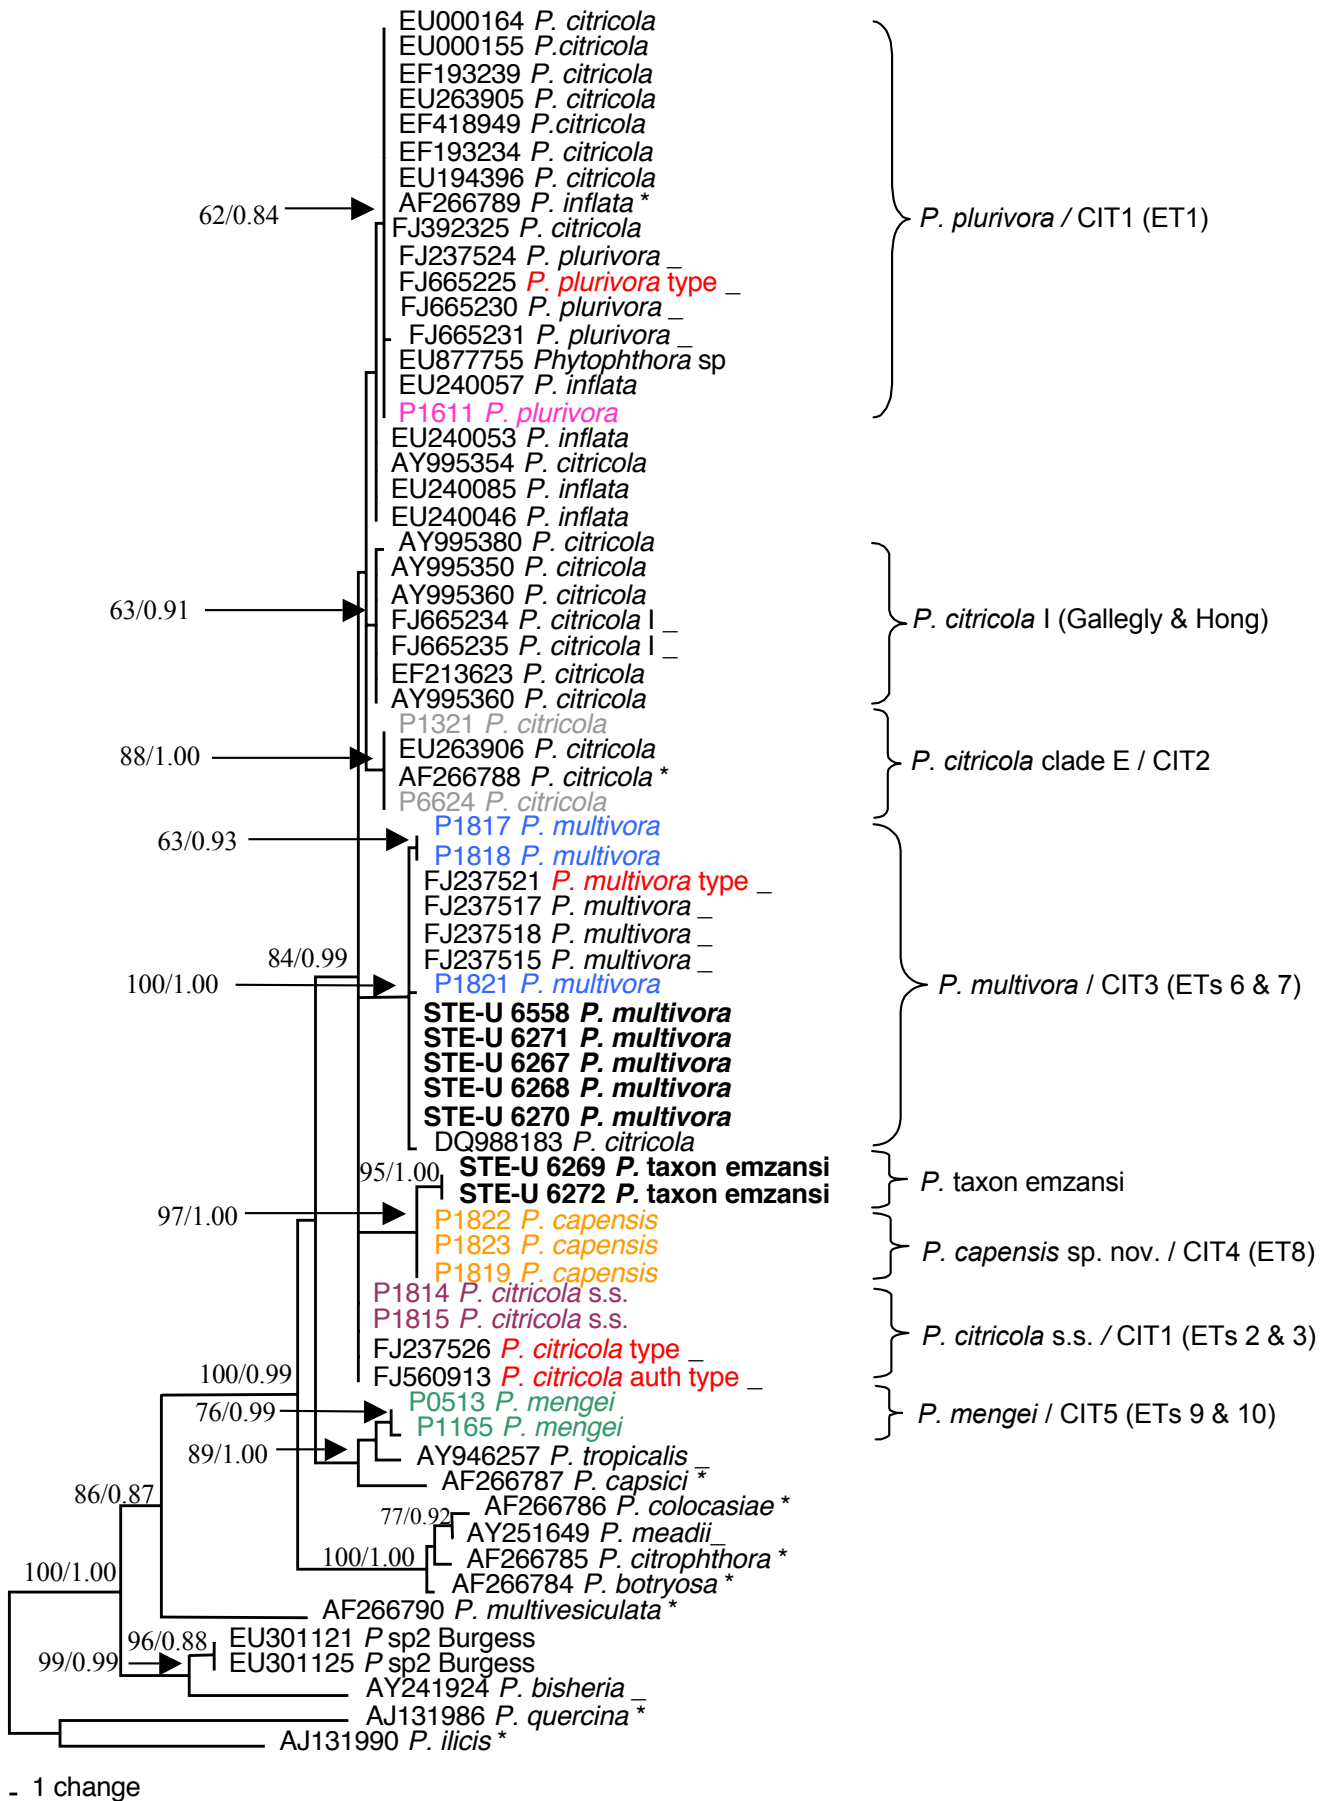 EU000164 P. citricola
EU000155 P.citricola
EF193239 P. citricola
EU263905 P. citricola
EF418949 P.citricola
EF193234 P. citricola
EU194396 P. citricola
AF266789 P. inflata *
62/0.84
P. plurivora / CIT1 (ET1)
FJ392325 P. citricola
FJ237524 P. plurivora _
FJ665225 P. plurivora type _
FJ665230 P. plurivora _
FJ665231 P. plurivora _
EU877755 Phytophthora sp
EU240057 P. inflata
P1611 P. plurivora
EU240053 P. inflata
AY995354 P. citricola
EU240085 P. inflata
EU240046 P. inflata
AY995380 P. citricola
AY995350 P. citricola
AY995360 P. citricola
63/0.91
FJ665234 P. citricola I _
P. citricola I (Gallegly & Hong)
FJ665235 P. citricola I _
EF213623 P. citricola
AY995360 P. citricola
P1321 P. citricola
EU263906 P. citricola
88/1.00
P. citricola clade E / CIT2
AF266788 P. citricola *
P6624 P. citricola
P1817 P. multivora
63/0.93
P1818 P. multivora
FJ237521 P. multivora type _
FJ237517 P. multivora _
FJ237518 P. multivora _
84/0.99
FJ237515 P. multivora _
100/1.00
P1821 P. multivora
P. multivora / CIT3 (ETs 6 & 7)
STE-U 6558 P. multivora
STE-U 6271 P. multivora
STE-U 6267 P. multivora
STE-U 6268 P. multivora
STE-U 6270 P. multivora
DQ988183 P. citricola
95/1.00
STE-U 6269 P. taxon emzansi
P. taxon emzansi
STE-U 6272 P. taxon emzansi
97/1.00
P1822 P. capensis
P1823 P. capensis
P. capensis sp. nov. / CIT4 (ET8)
P1819 P. capensis
P1814 P. citricola s.s.
P1815 P. citricola s.s.
P. citricola s.s. / CIT1 (ETs 2 & 3)
FJ237526 P. citricola type _
FJ560913 P. citricola auth type _
100/0.99
P0513 P. mengei
76/0.99
P. mengei / CIT5 (ETs 9 & 10)
P1165 P. mengei
89/1.00
AY946257 P. tropicalis _
AF266787 P. capsici *
86/0.87
AF266786 P. colocasiae *
77/0.92
AY251649 P. meadii_
100/1.00
AF266785 P. citrophthora *
100/1.00
AF266784 P. botryosa *
AF266790 P. multivesiculata *
96/0.88
EU301121 P sp2 Burgess
99/0.99
EU301125 P sp2 Burgess
AY241924 P. bisheria _
AJ131986 P. quercina *
AJ131990 P. ilicis *
- 1 change